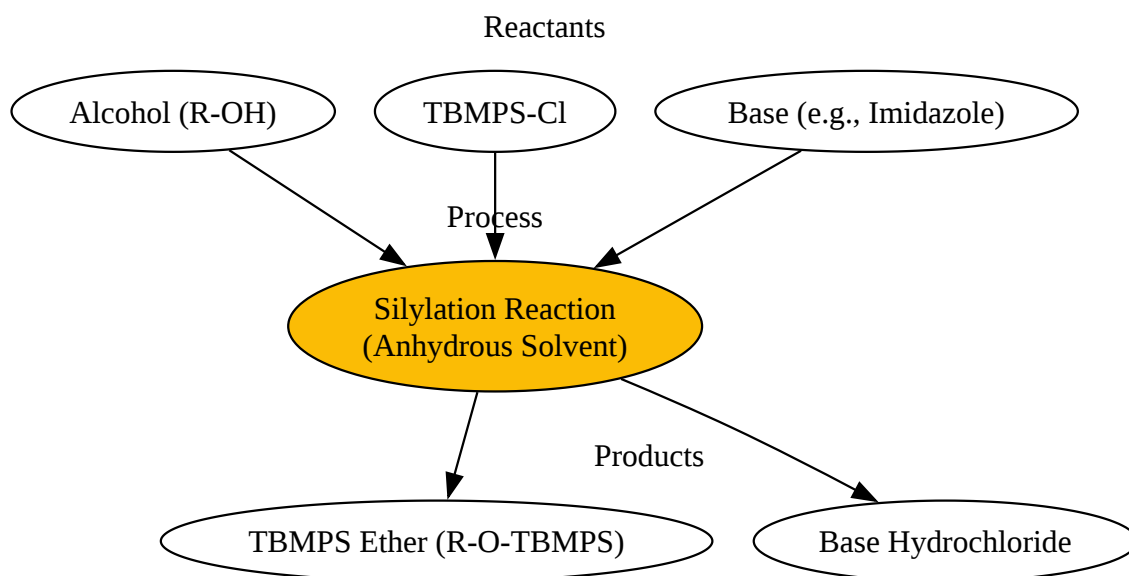 Reactants
Alcohol (R-OH)
TBMPS-Cl
Base (e.g., Imidazole)
Process
Silylation Reaction
(Anhydrous Solvent)
Products
TBMPS Ether (R-O-TBMPS)
Base Hydrochloride